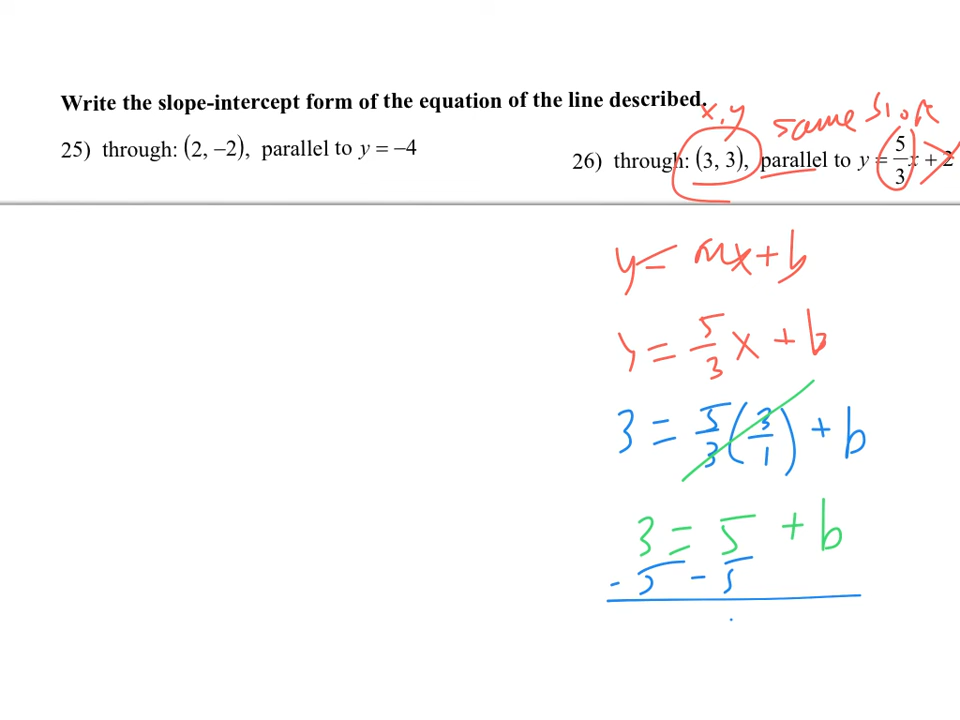 Write the slope-intercept form of the equation of the line described.
x, y same slope
25) through: (2, −2), parallel to y = −4
26) through: (3, 3), parallel to y = 5/3 x + 2
y = mx + b
y = 5/3 x + b
3 = 5/3 (3/1) + b
3 = 5 + b
- 5 - 5